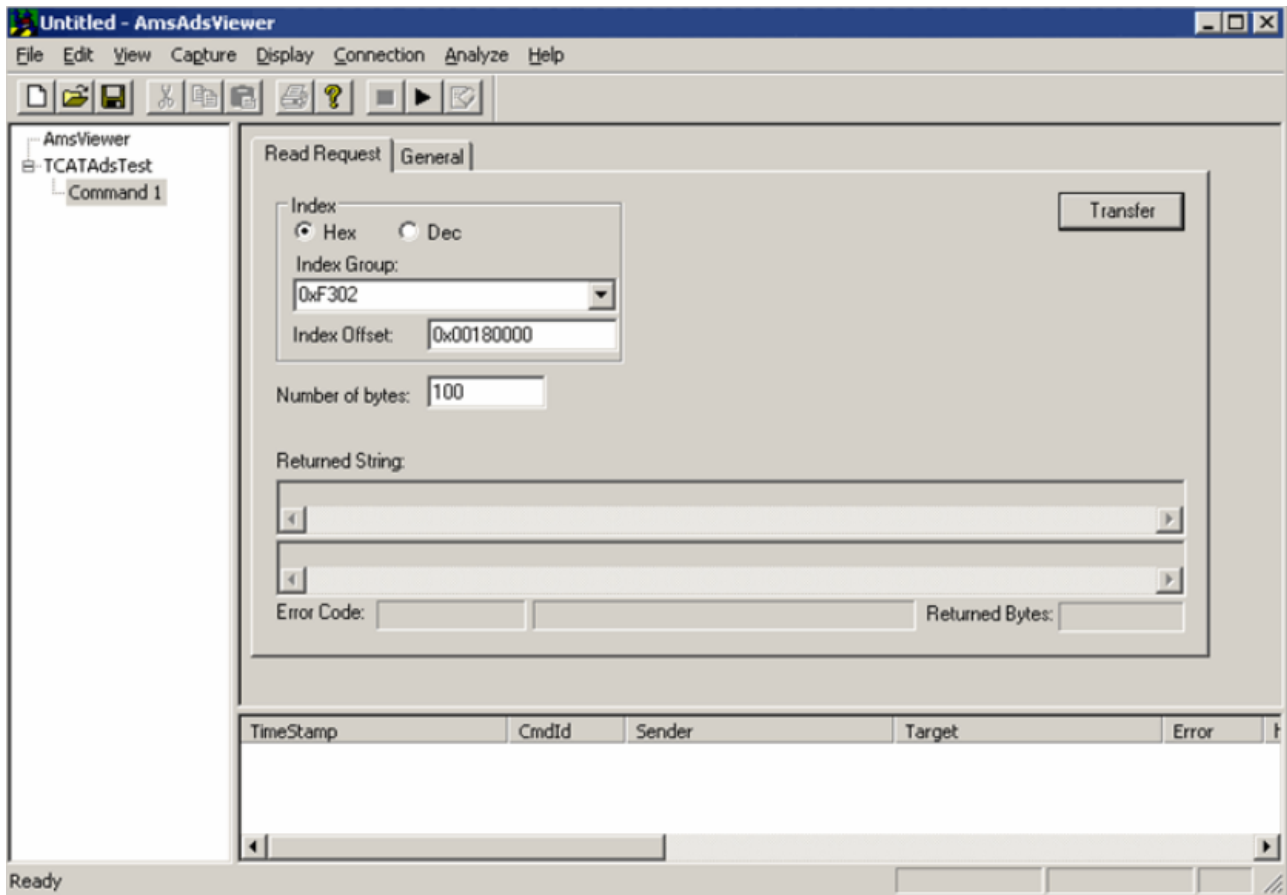 Untitled - AmsAdsViewer
File Edit View Capture Display Connection Analyze Help
AmsViewer
TCATAdsTest
Command 1
Read Request General
Index
Hex Dec
Transfer
Index Group:
0xF302
Index Offset: 0x00180000
Number of bytes: 100
Returned String:
Error Code: Returned Bytes:
TimeStamp CmdId Sender Target Error
Ready